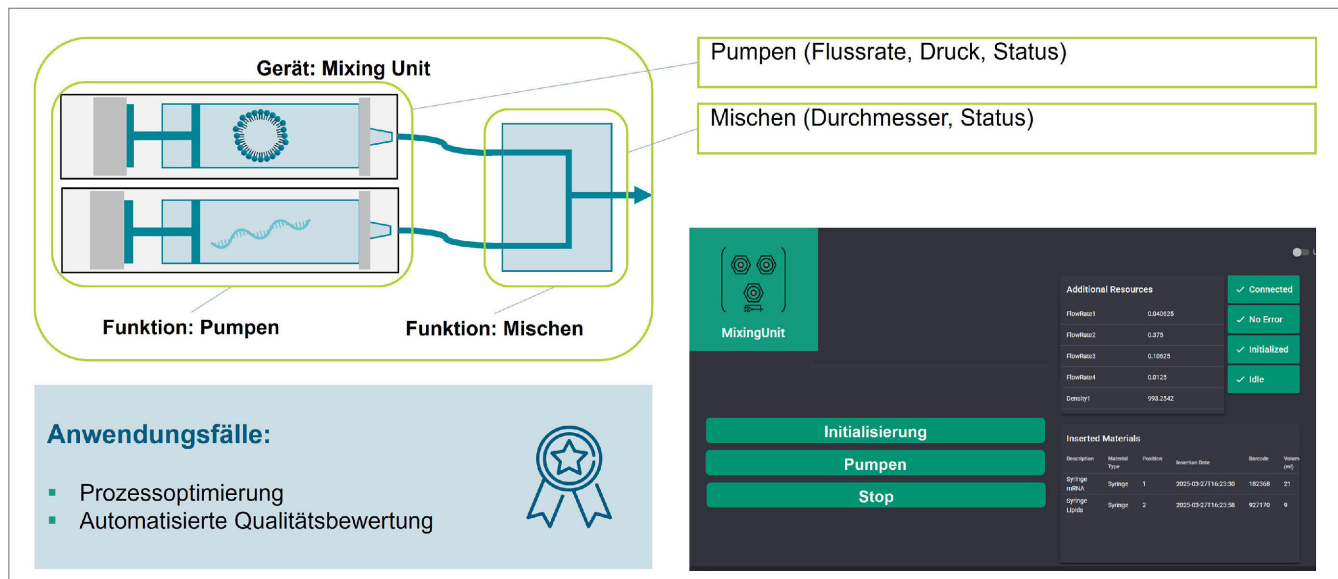 Gerät: Mixing Unit
Funktion: Pumpen
Funktion: Mischen
Pumpen (Flussrate, Druck, Status)
Mischen (Durchmesser, Status)
Anwendungsfälle:
▪ Prozessoptimierung
▪ Automatisierte Qualitätsbewertung
MixingUnit
Initialisierung
Pumpen
Stop
Additional Resources
FlowRate1 0.040625
FlowRate2 0.375
FlowRate3 0.10625
FlowRate4 0.0125
Density1 993.2542
✓ Connected
✓ No Error
✓ Initialized
✓ Idle
Inserted Materials
Description Material Type Position Insertion Date Barcode Volum (ml)
Syringe mRNA Syringe 1 2025-03-27T16:23:30 182368 21
Syringe Lipids Syringe 2 2025-03-27T16:23:58 927170 9